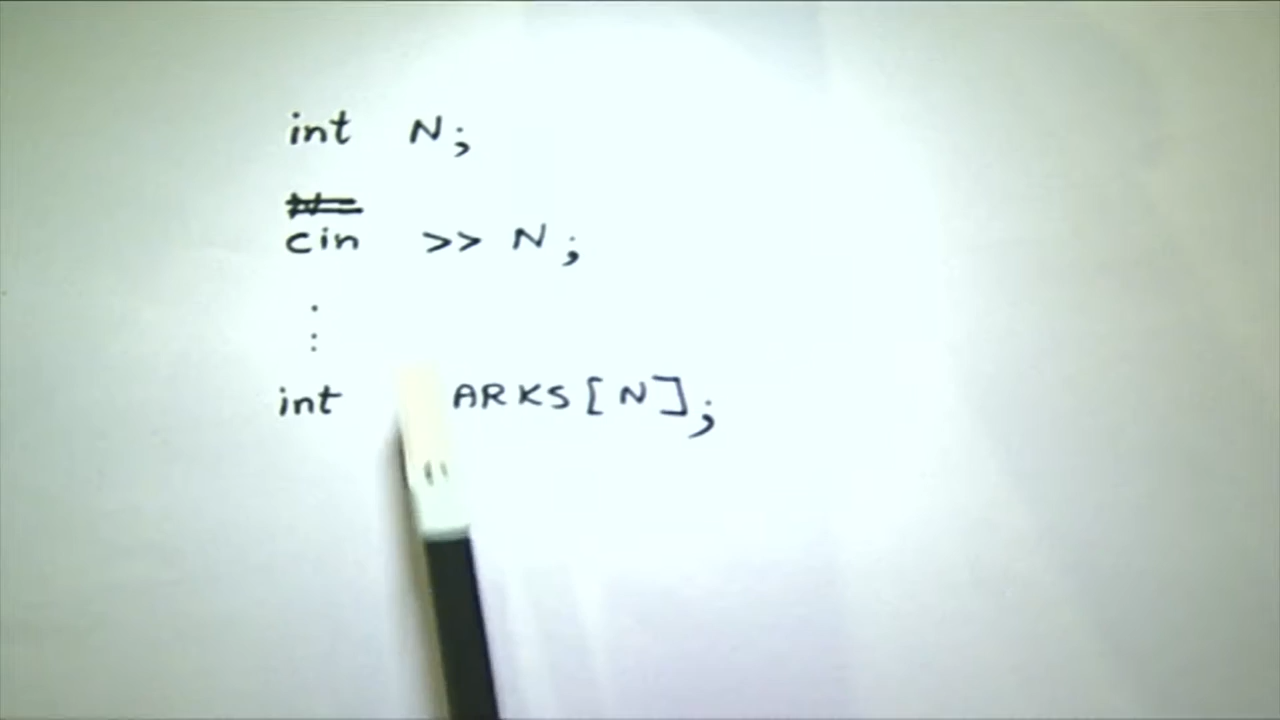 int N;
cin >> N;
:
int ARKS[N];